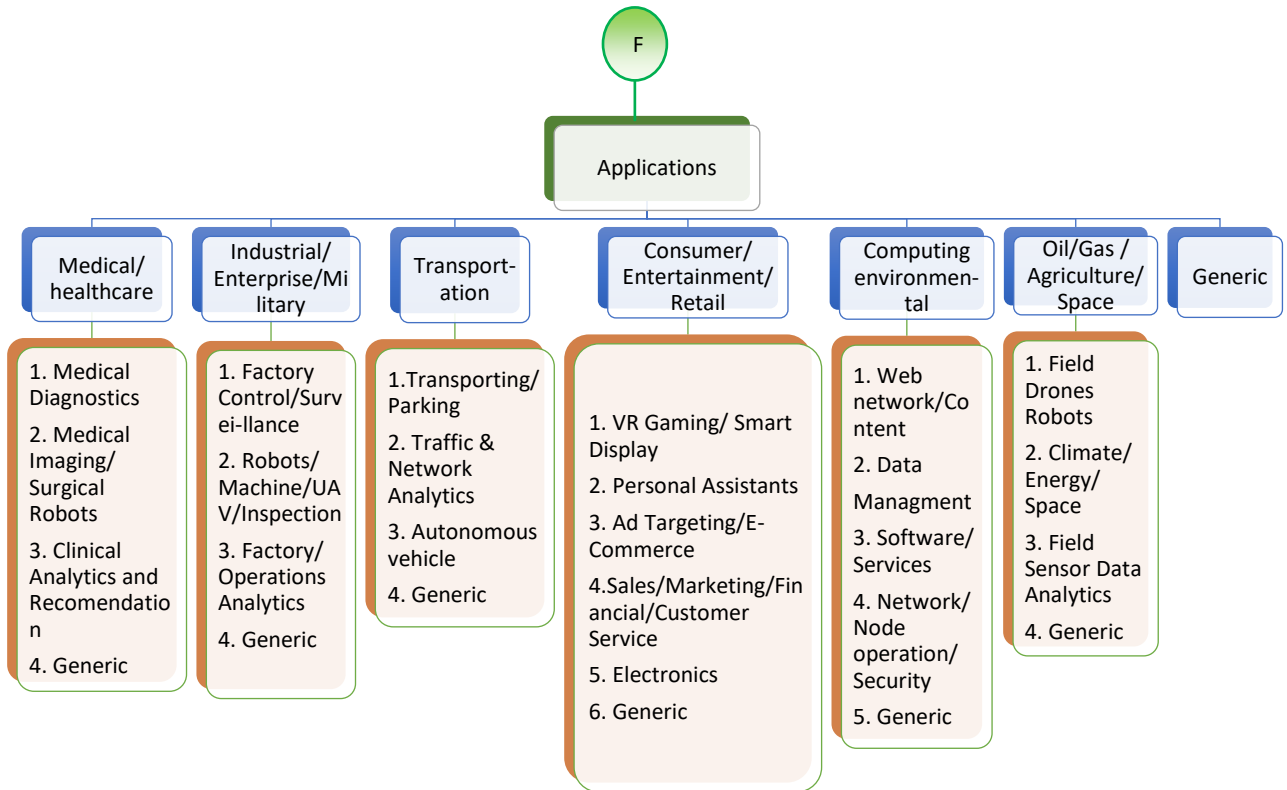 F
Applications
Medical/
healthcare
Industrial/
Enterprise/Mi
litary
Transport-
ation
Consumer/
Entertainment/
Retail
Computing
environmen-
tal
Oil/Gas /
Agriculture/
Space
Generic
1. Medical
Diagnostics
2. Medical
Imaging/
Surgical
Robots
3. Clinical
Analytics and
Recomendatio
n
4. Generic
1. Factory
Control/Surv
ei-llance
2. Robots/
Machine/UA
V/Inspection
3. Factory/
Operations
Analytics
4. Generic
1.Transporting/
Parking
2. Traffic &
Network
Analytics
3. Autonomous
vehicle
4. Generic
1. VR Gaming/ Smart
Display
2. Personal Assistants
3. Ad Targeting/E-
Commerce
4.Sales/Marketing/Fin
ancial/Customer
Service
5. Electronics
6. Generic
1. Web
network/Co
ntent
2. Data
Managment
3. Software/
Services
4. Network/
Node
operation/
Security
5. Generic
1. Field
Drones
Robots
2. Climate/
Energy/
Space
3. Field
Sensor Data
Analytics
4. Generic